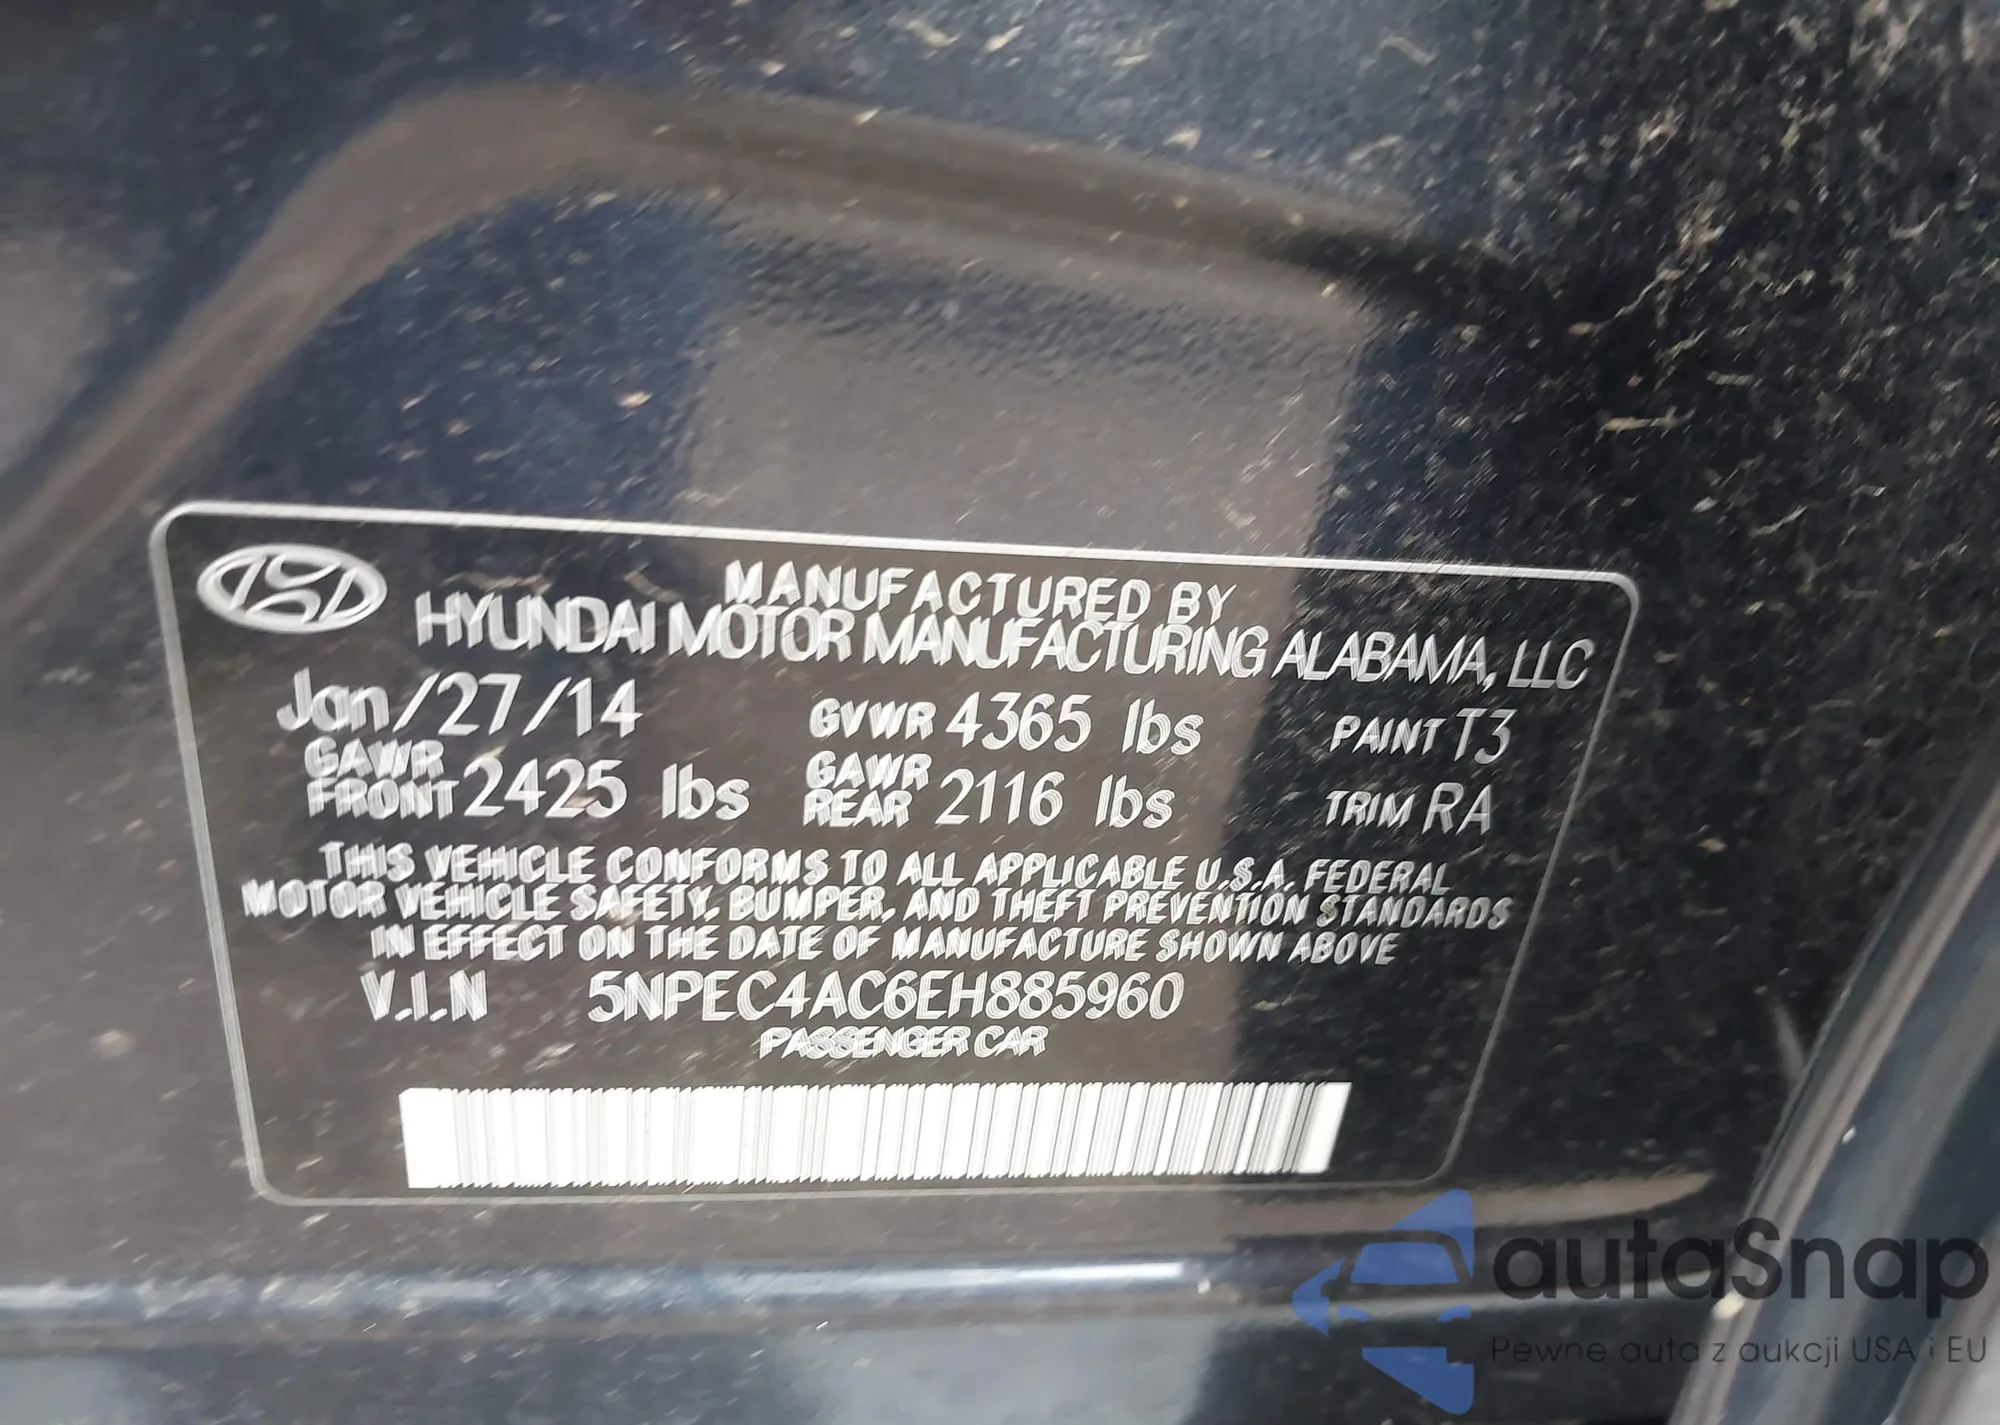 MANUFACTURED BY
HYUNDAI MOTOR MANUFACTURING ALABAMA, LLC
Jan/27/14 GVWR 4365 lbs PAINT T3
GAWR FRONT 2425 lbs GAWR REAR 2116 lbs TRIM RA
THIS VEHICLE CONFORMS TO ALL APPLICABLE U.S.A. FEDERAL
MOTOR VEHICLE SAFETY, BUMPER, AND THEFT PREVENTION STANDARDS
IN EFFECT ON THE DATE OF MANUFACTURE SHOWN ABOVE
V.I.N 5NPEC4AC6EH885960
PASSENGER CAR
autaSnap
Pewne auta z aukcji USA i EU